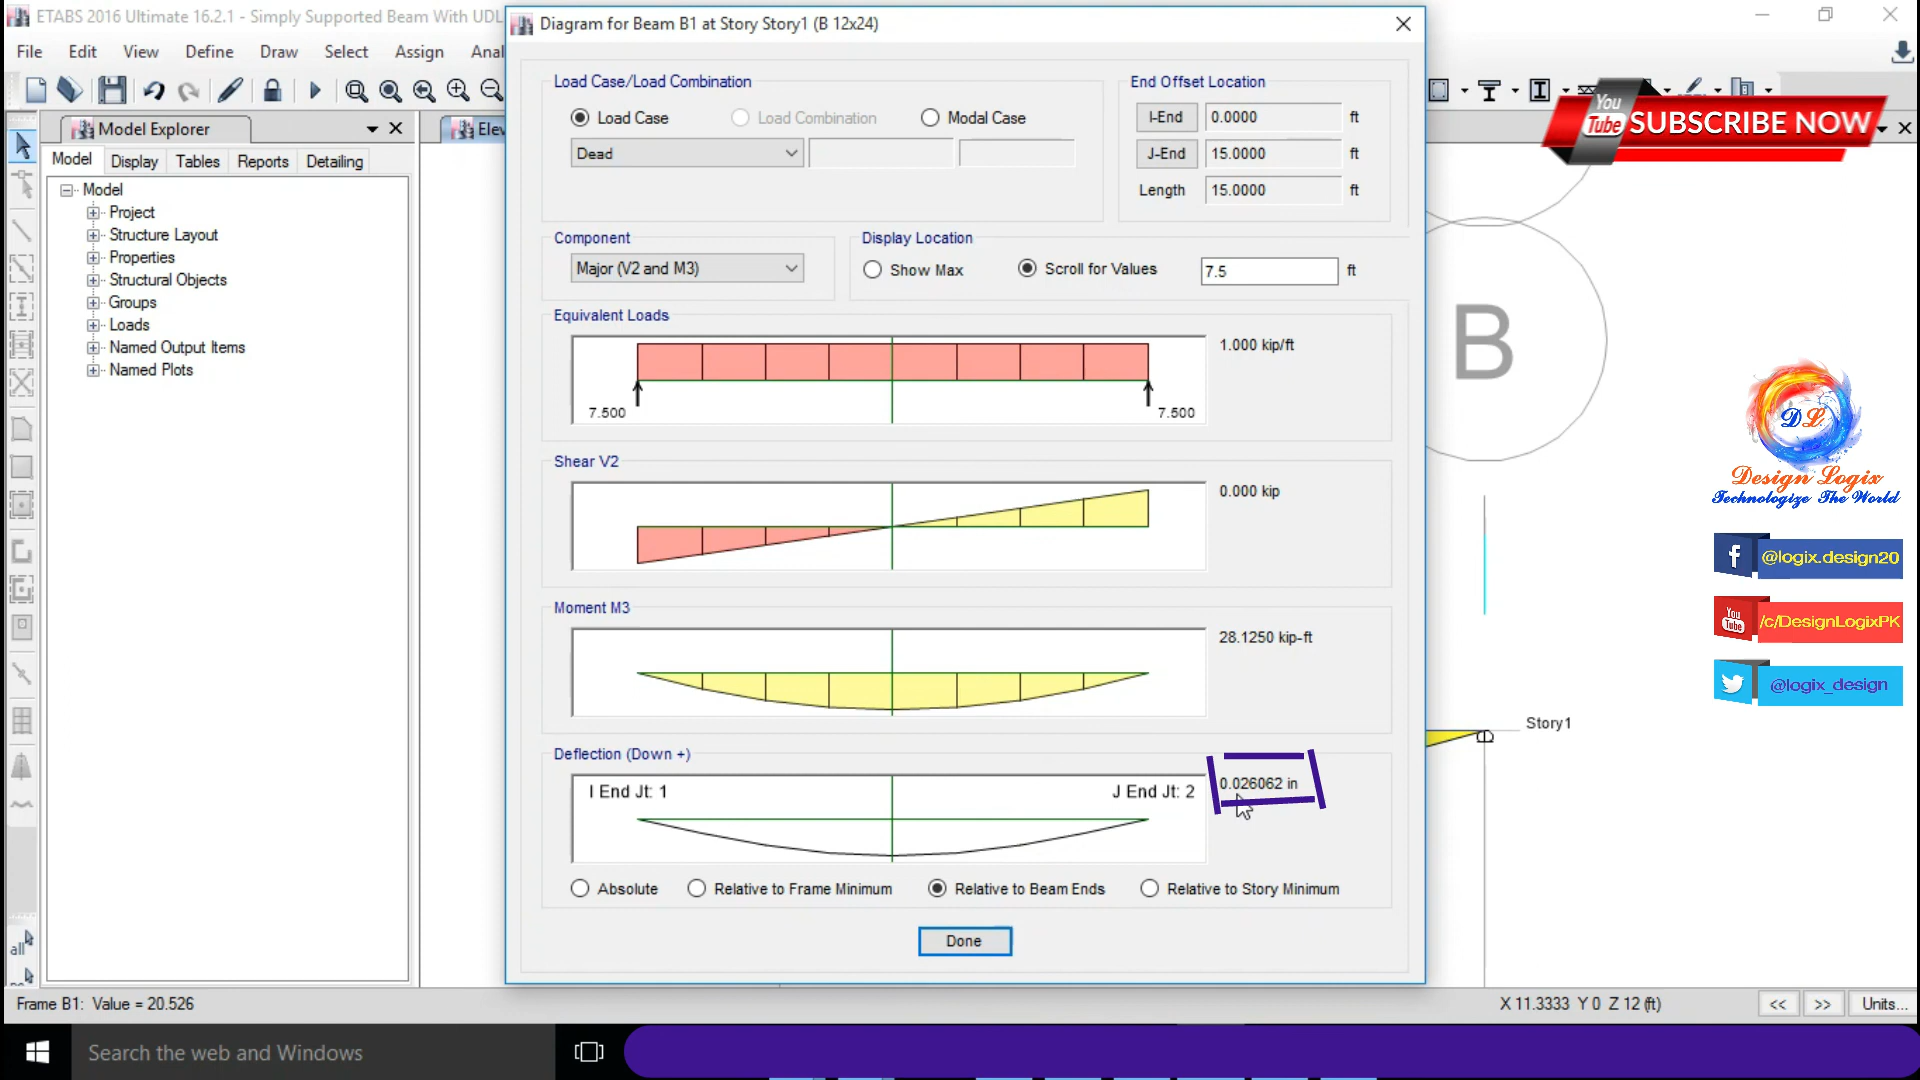 ETABS 2016 Ultimate 16.2.1 - Simply Supported Beam With UDL
Diagram for Beam B1 at Story Story1 (B 12x24)
File Edit View Define Draw Select Assign Anal
Load Case/Load Combination
Load Case
Load Combination
Modal Case
Dead
End Offset Location
I-End 0.0000 ft
J-End 15.0000 ft
Length 15.0000 ft
You Tube SUBSCRIBE NOW
Model Explorer
Elev
Model Display Tables Reports Detailing
Model
Project
Structure Layout
Properties
Structural Objects
Groups
Loads
Named Output Items
Named Plots
Component
Major (V2 and M3)
Display Location
Show Max
Scroll for Values
7.5 ft
Equivalent Loads
1.000 kip/ft
7.500
7.500
Shear V2
0.000 kip
Moment M3
28.1250 kip-ft
Deflection (Down +)
I End Jt: 1
J End Jt: 2
0.026062 in
Absolute
Relative to Frame Minimum
Relative to Beam Ends
Relative to Story Minimum
Done
B
Story1
DL
Design Logix
Technologize The World
f @logix.design20
You Tube /c/DesignLogixPK
@logix_design
all
Frame B1: Value = 20.526
X 11.3333 Y 0 Z 12 (ft)
<< >> Units...
Search the web and Windows